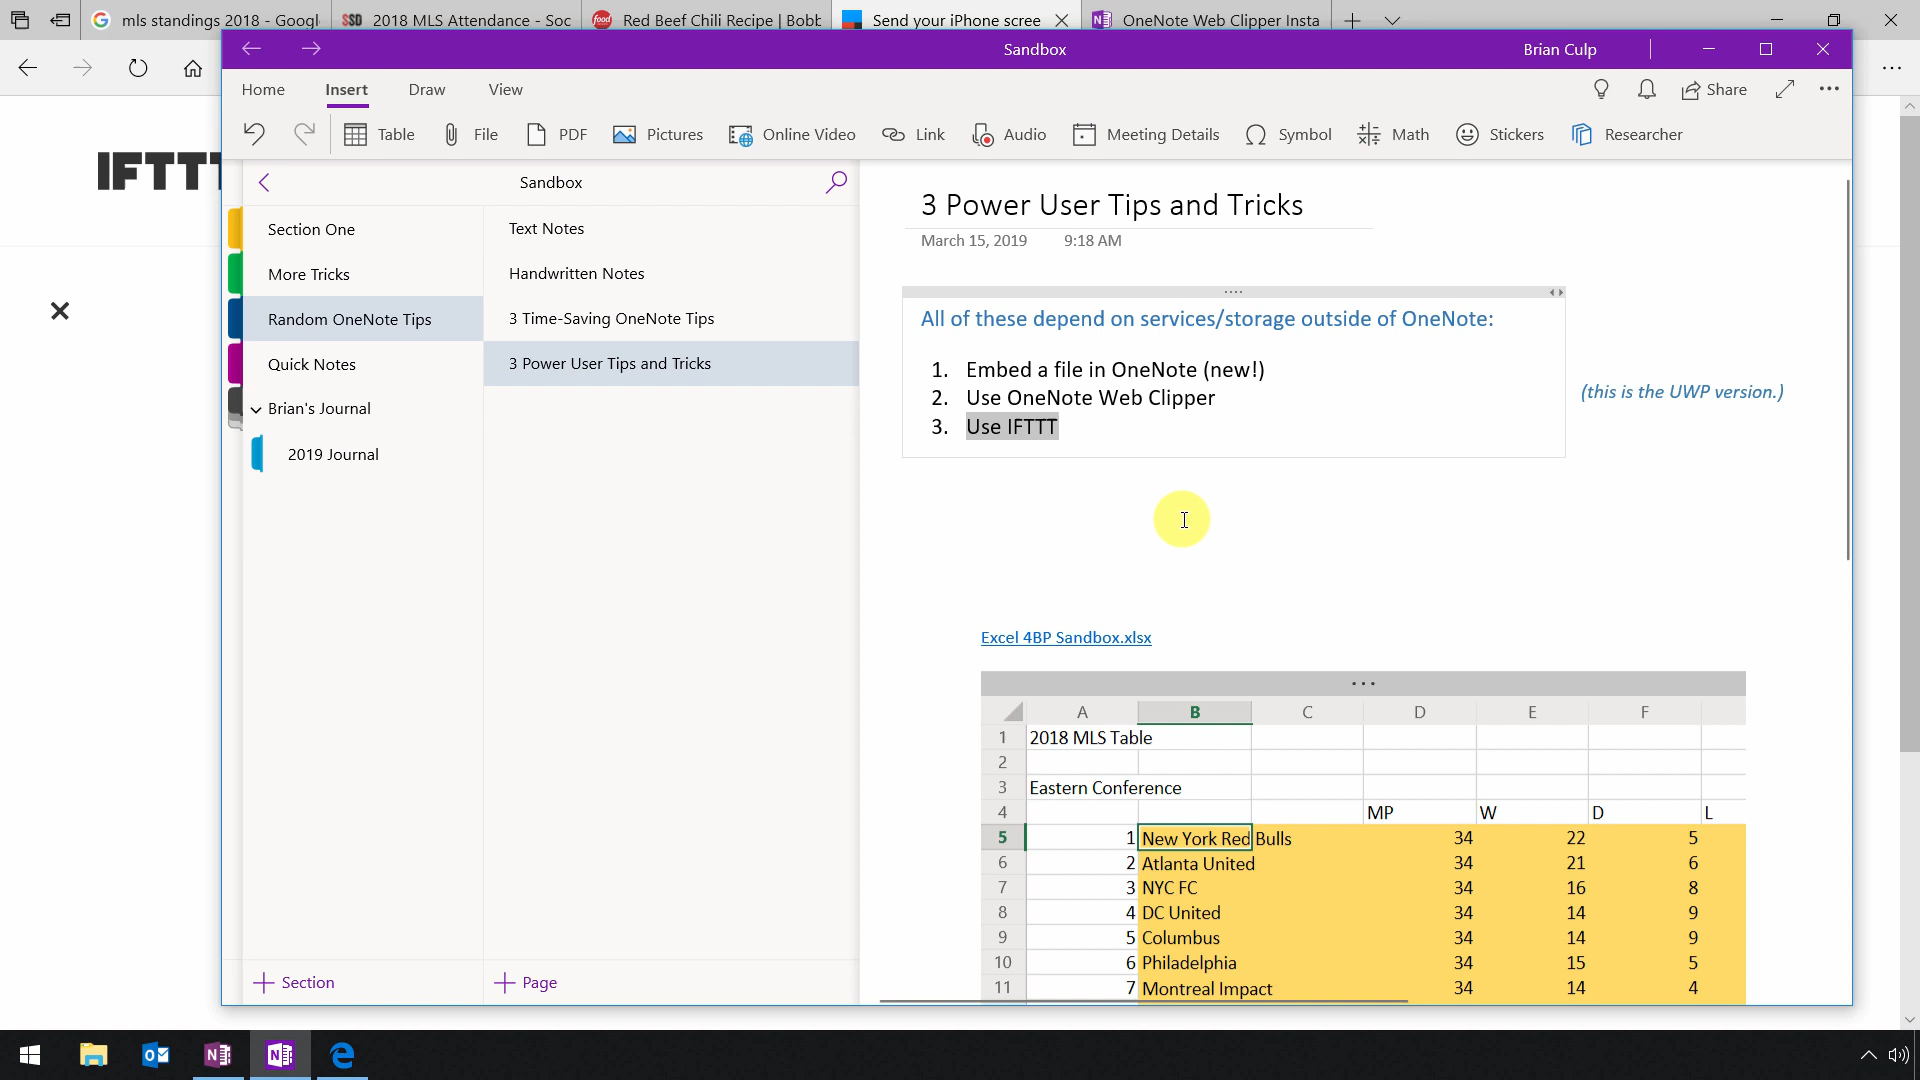 mls standings 2018 - Googl
SSD 2018 MLS Attendance - Soc
food Red Beef Chili Recipe | Bobb
Send your iPhone scree
OneNote Web Clipper Insta
Sandbox
Brian Culp
Home Insert Draw View
Share
Table File PDF Pictures Online Video Link Audio Meeting Details Symbol Math Stickers Researcher
IFTTT
Sandbox
Section One
More Tricks
Random OneNote Tips
Quick Notes
Brian's Journal
2019 Journal
Text Notes
Handwritten Notes
3 Time-Saving OneNote Tips
3 Power User Tips and Tricks
Section
Page
3 Power User Tips and Tricks
March 15, 2019 9:18 AM
All of these depend on services/storage outside of OneNote:
1. Embed a file in OneNote (new!)
2. Use OneNote Web Clipper
3. Use IFTTT
(this is the UWP version.)
Excel 4BP Sandbox.xlsx
A B C D E F
1 2018 MLS Table
2
3 Eastern Conference
4 MP W D L
5 1 New York Red Bulls 34 22 5
6 2 Atlanta United 34 21 6
7 3 NYC FC 34 16 8
8 4 DC United 34 14 9
9 5 Columbus 34 14 9
10 6 Philadelphia 34 15 5
11 7 Montreal Impact 34 14 4